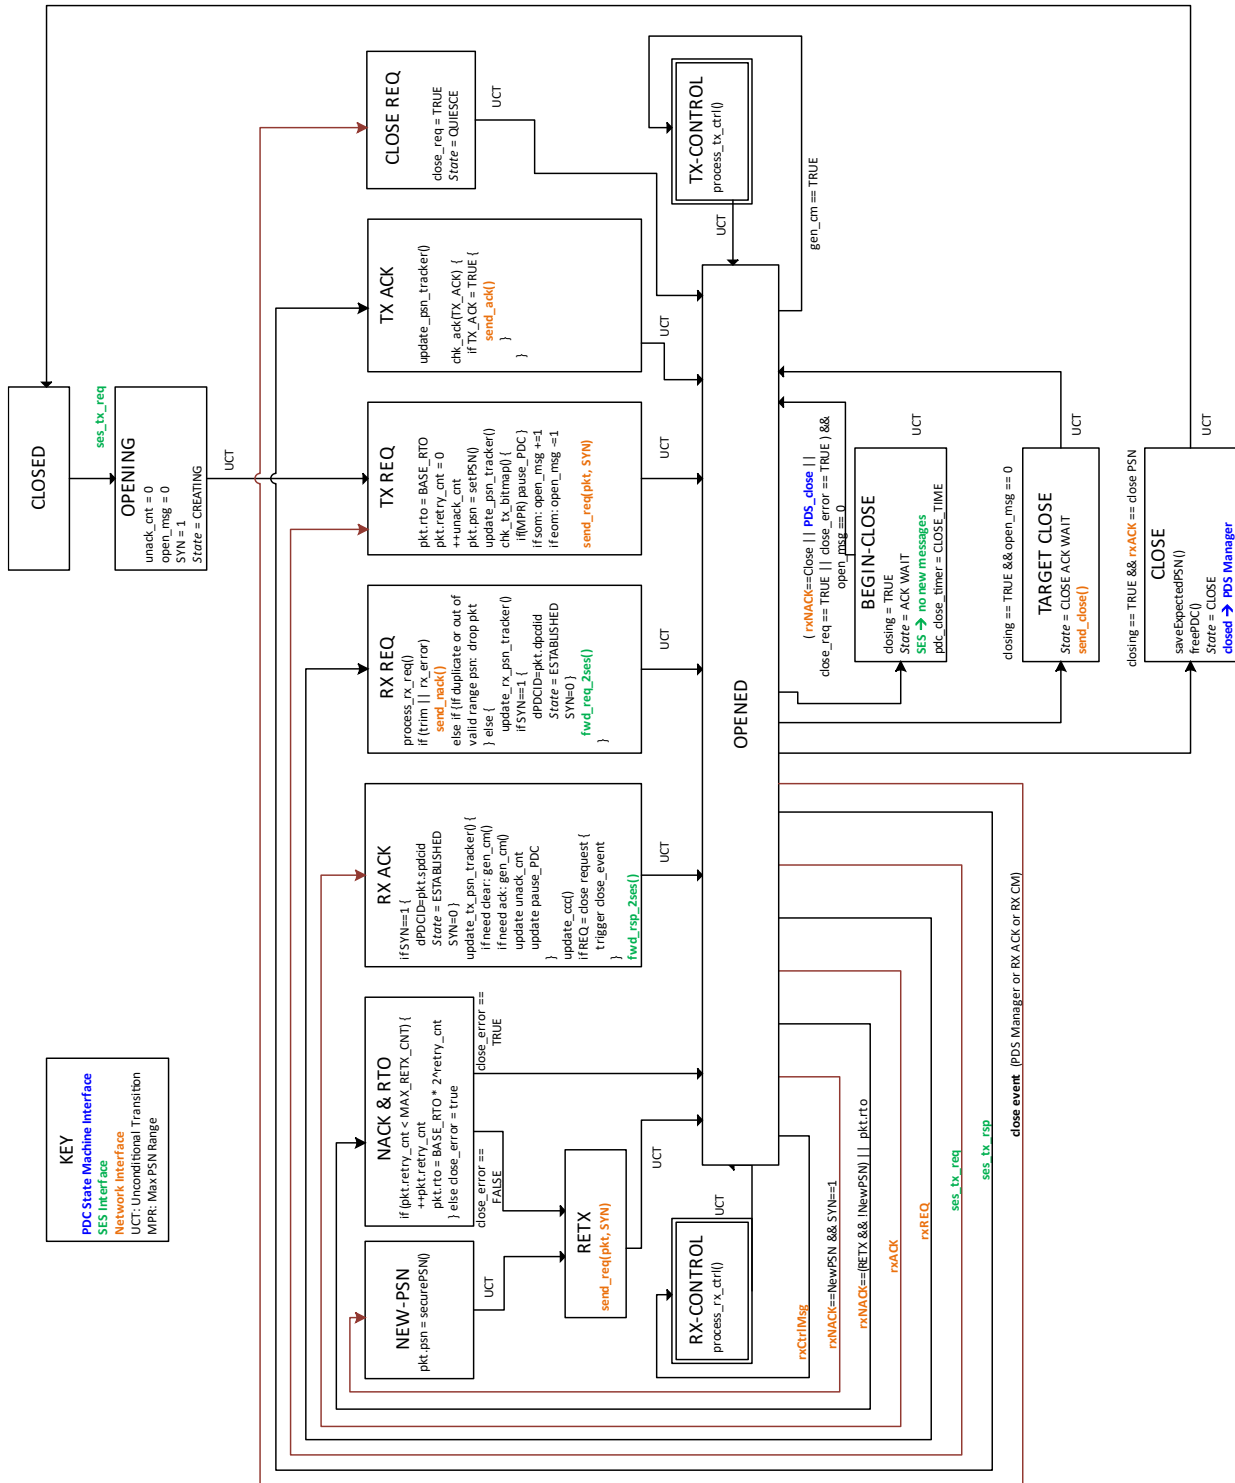 CLOSED
ses_tx_req
OPENING
unack_cnt = 0
open_msg = 0
SYN = 1
State = CREATING
UCT
CLOSE REQ
close_req = TRUE
State = QUIESCE
UCT
TX ACK
update_psn_tracker()
chk_ack(TX_ACK) {
if TX_ACK = TRUE {
send_ack()
}
}
UCT
TX REQ
pkt.rto = BASE_RTO
pkt.retry_cnt = 0
++unack_cnt
pkt.psn = setPSN()
update_psn_tracker()
chk_tx_bitmap() {
if(MPR) pause_PDC }
if som: open_msg +=1
if eom: open_msg -=1
send_req(pkt, SYN)
UCT
RX REQ
process_rx_req()
if (trim || rx_error)
send_nack()
else if {If duplicate or out of
valid range psn: drop pkt
} else {
update_rx_psn_tracker()
if SYN==1 {
dPDCID=pkt.dpcdid
State = ESTABLISHED
SYN=0 }
fwd_req_2ses()
}
UCT
RX ACK
if SYN==1 {
dPDCID=pkt.spdcid
State = ESTABLISHED
SYN=0 }
update_tx_psn_tracker() {
if need clear: gen_cm()
if need ack: gen_cm()
update unack_cnt
update pause_PDC
}
update_ccc()
if REQ = close request {
trigger close_event
}
fwd_rsp_2ses()
UCT
NACK & RTO
if (pkt.retry_cnt < MAX_RETX_CNT) {
++pkt.retry_cnt
pkt.rto = BASE_RTO * 2^retry_cnt
} else close_error = true
close_error ==
TRUE
close_error ==
FALSE
NEW-PSN
pkt.psn = securePSN()
UCT
RETX
send_req(pkt, SYN)
UCT
TX-CONTROL
process_tx_ctrl()
UCT
gen_cm == TRUE
OPENED
RX-CONTROL
process_rx_ctrl()
UCT
( rxNACK==Close || PDS_close ||
close_req == TRUE || close_error == TRUE ) &&
open_msg == 0
BEGIN-CLOSE
closing = TRUE
State = ACK WAIT
SES → no new messages
pdc_close_timer = CLOSE_TIME
UCT
closing == TRUE && open_msg == 0
TARGET CLOSE
State = CLOSE ACK WAIT
send_close()
UCT
closing == TRUE && rxACK == close PSN
CLOSE
saveExpectedPSN()
freePDC()
State = CLOSE
closed → PDS Manager
UCT
close event (PDS Manager or RX ACK or RX CM)
ses_tx_rsp
ses_tx_req
rxREQ
rxACK
rxNACK==(RETX && !NewPSN) || pkt.rto
rxNACK==NewPSN && SYN==1
rxCtrlMsg
KEY
PDC State Machine Interface
SES Interface
Network Interface
UCT: Unconditional Transition
MPR: Max PSN Range